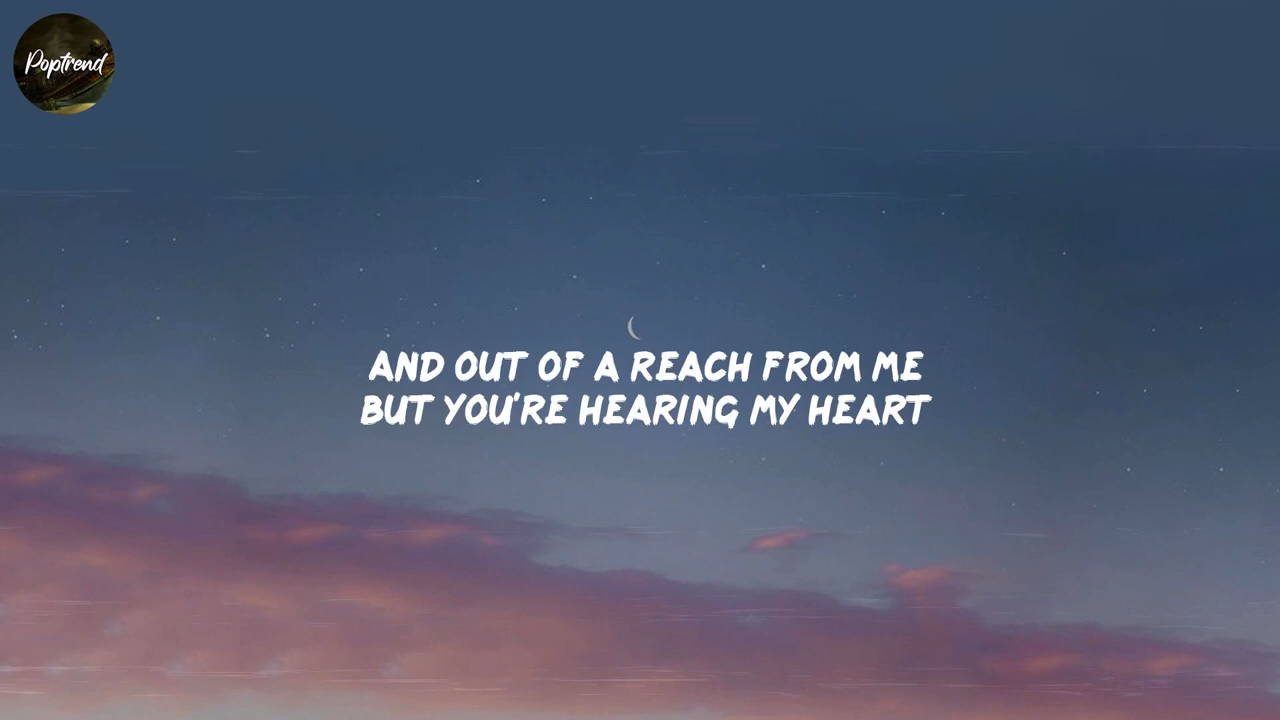 Poptrend
AND OUT OF A REACH FROM ME
BUT YOU'RE HEARING MY HEART